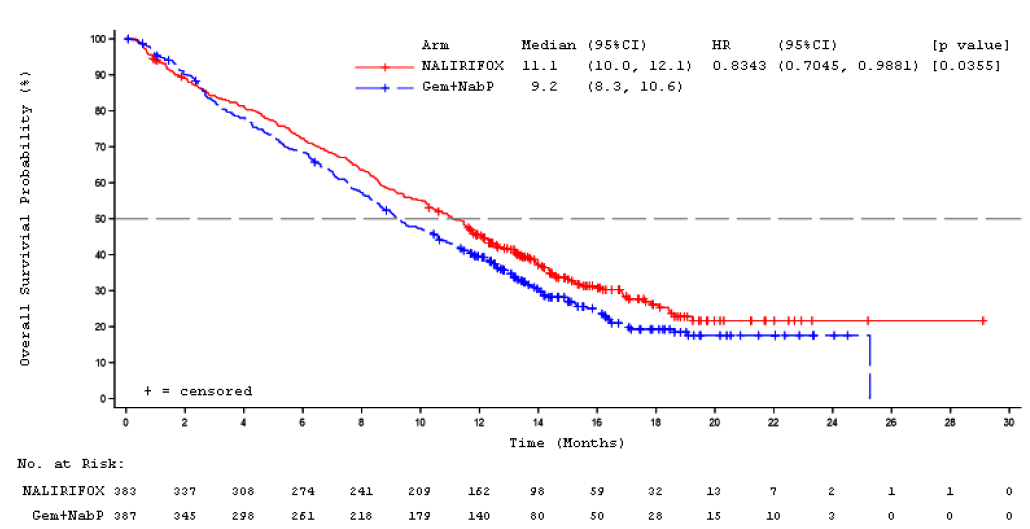 Arm Median (95%CI) HR (95%CI) [p value]
NALIRIFOX 11.1 (10.0, 12.1) 0.8343 (0.7045, 0.9881) [0.0355]
Gem+NabP 9.2 (8.3, 10.6)
Overall Survivial Probability (%)
100
90
80
70
60
50
40
30
20
10
0
+ = censored
0 2 4 6 8 10 12 14 16 18 20 22 24 26 28 30
Time (Months)
No. at Risk:
NALIRIFOX 383 337 308 274 241 209 162 98 59 32 13 7 2 1 1 0
Gem+NabP 387 345 298 261 218 179 140 80 50 28 15 10 3 0 0 0